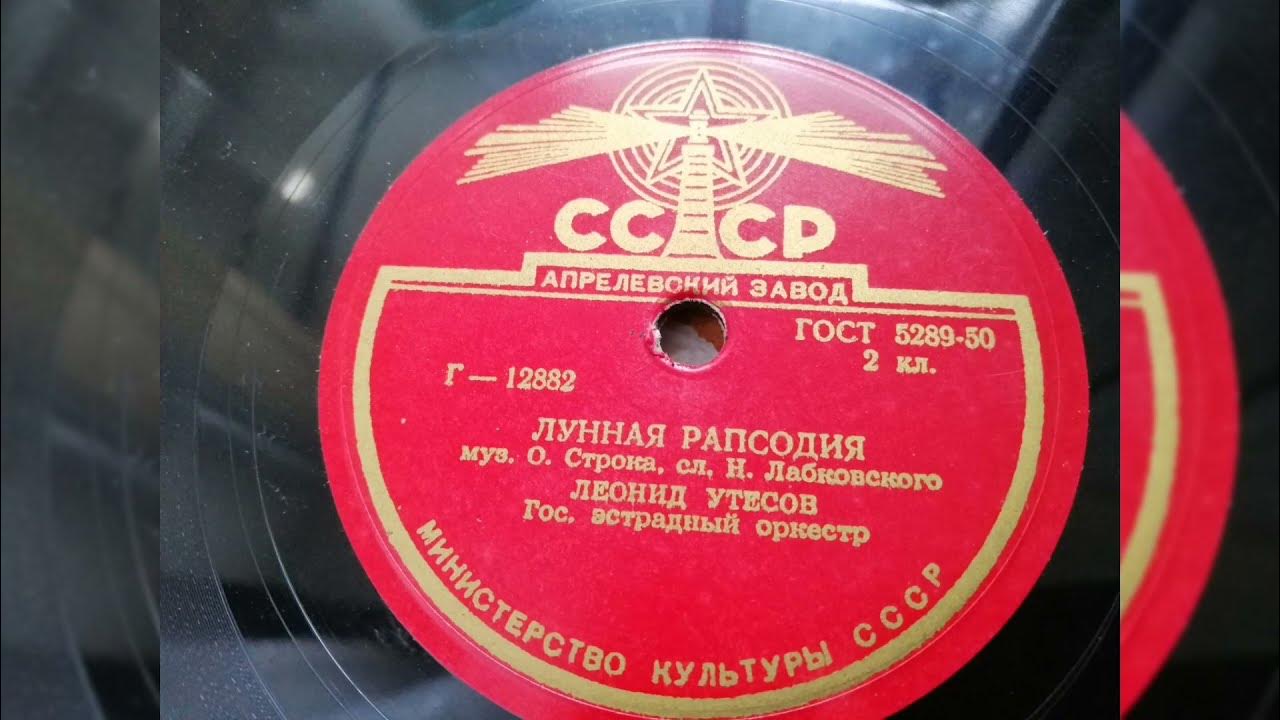 СССР
АПРЕЛЕВСКИЙ ЗАВОД
ГОСТ 5289-50
2 кл.
Г — 12882
ЛУННАЯ РАПСОДИЯ
муз. О. Строка, сл. Н. Лабковского
ЛЕОНИД УТЕСОВ
Гос. эстрадный оркестр
МИНИСТЕРСТВО КУЛЬТУРЫ СССР